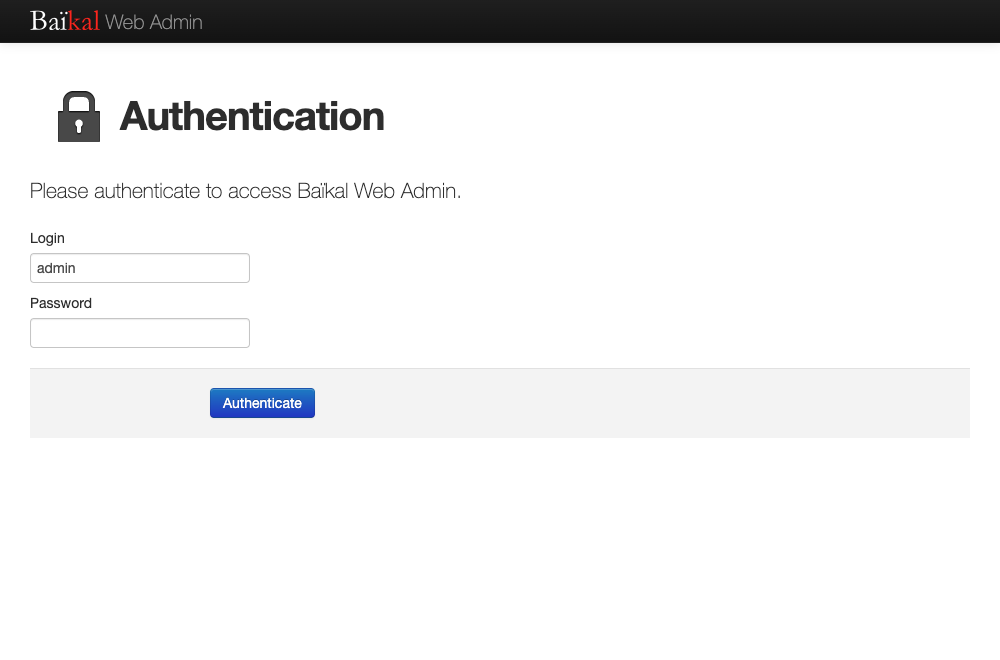 Baïkal Web Admin
Authentication
Please authenticate to access Baïkal Web Admin.
Login
admin
Password
Authenticate